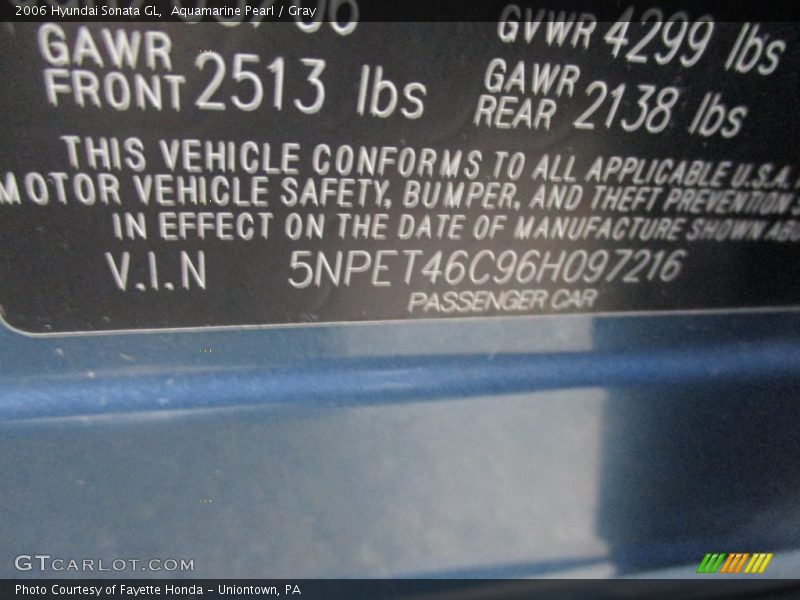 2006 Hyundai Sonata GL, Aquamarine Pearl / Gray
GVWR 4299 lbs
GAWR FRONT 2513 lbs
GAWR REAR 2138 lbs
THIS VEHICLE CONFORMS TO ALL APPLICABLE U.S.A.
MOTOR VEHICLE SAFETY, BUMPER, AND THEFT PREVENTION
IN EFFECT ON THE DATE OF MANUFACTURE SHOWN
V.I.N 5NPET46C96H097216
PASSENGER CAR
GTCARLOT.COM
Photo Courtesy of Fayette Honda - Uniontown, PA